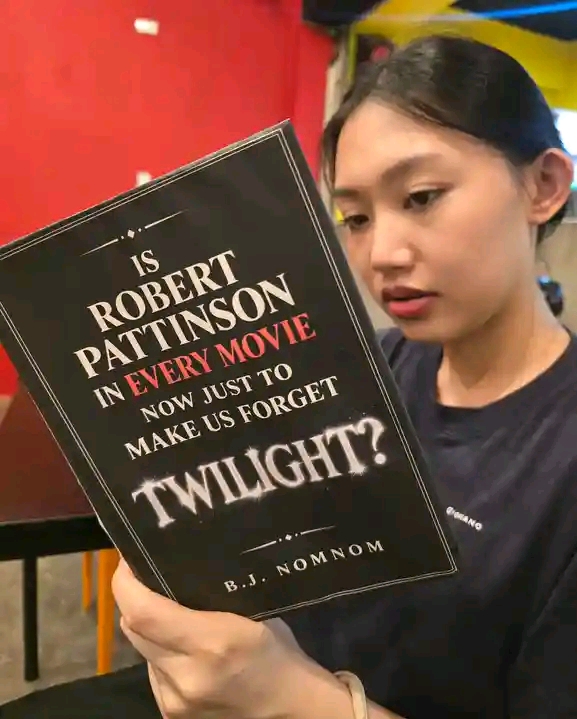 IS
ROBERT
PATTINSON
IN EVERY MOVIE
NOW JUST TO
MAKE US FORGET
TWILIGHT?
B.J. NOMNOM